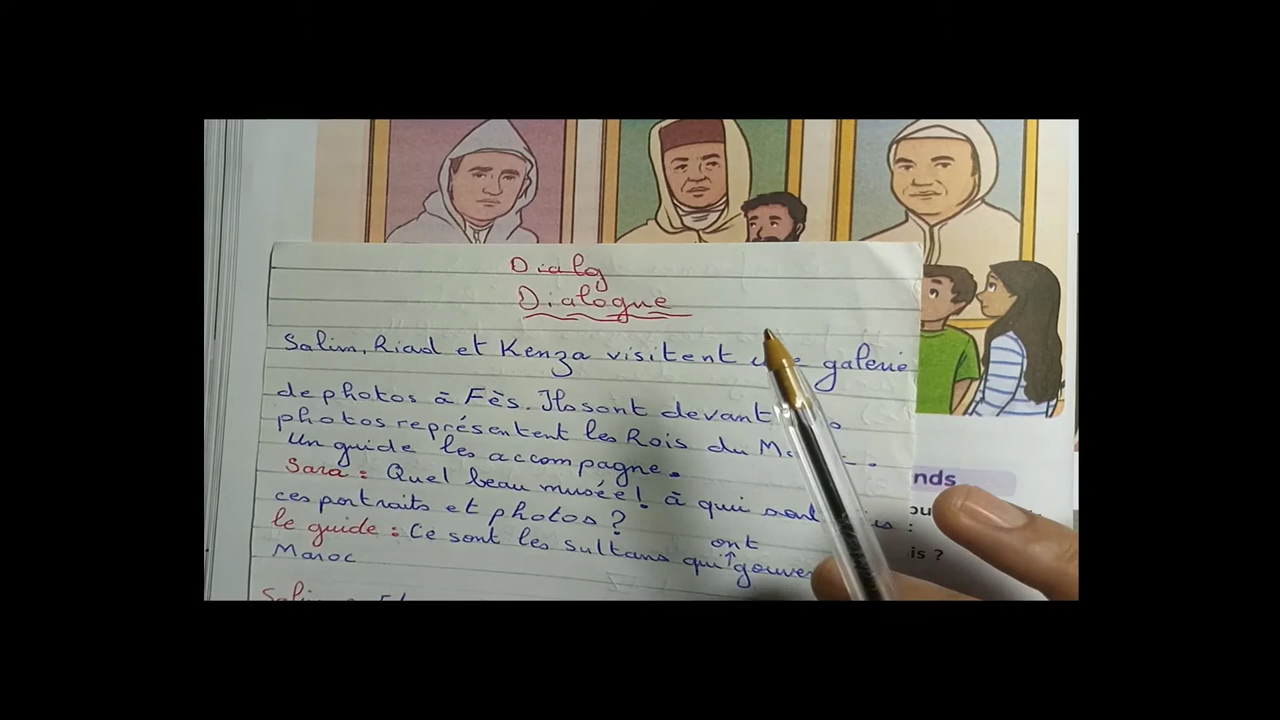 Dialog
Dialogue
Salim, Riad et Kenza visitent galerie
de photos à Fès. Ils sont devant
photos représentent les Rois du
Un guide les accompagne.
Sara : Quel beau musée! à qui sont
ces portraits et photos ?
ont
le guide : Ce sont les sultans qui ↑
Maroc
nds
is ?